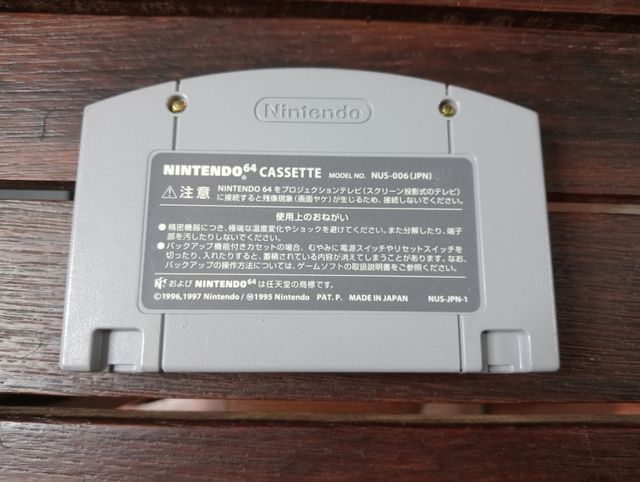 Nintendo
NINTENDO64 CASSETTE MODEL NO. NUS-006(JPN)
⚠注意 NINTENDO 64 をプロジェクションテレビ(スクリーン投影式のテレビ)
に接続すると残像現象(画面ヤケ)が生じるため、接続しないでください。
使用上のおねがい
●精密機器につき、極端な温度変化やショックを避けてください。また分解したり、端子
部を汚したりしないでください。
●バックアップ機能付きカセットの場合、むやみに電源スイッチやリセットスイッチを
切ったり、入れたりすると、蓄積されている内容が消えてしまうことがあります。なお、
バックアップの操作方法については、ゲームソフトの取扱説明書をご参照ください。
および NINTENDO64 は任天堂の商標です。
©1996,1997 Nintendo/Ⓜ1995 Nintendo PAT. P. MADE IN JAPAN NUS-JPN-1